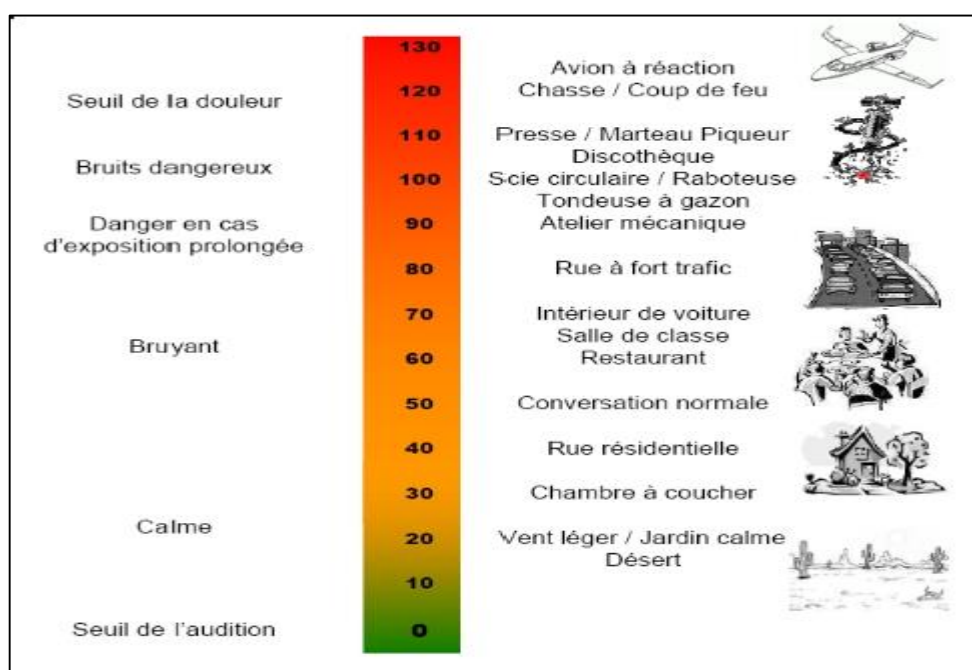 130
Avion à réaction
Seuil de la douleur
120
Chasse / Coup de feu
110
Presse / Marteau Piqueur
Discothèque
Bruits dangereux
100
Scie circulaire / Raboteuse
Tondeuse à gazon
Danger en cas
d'exposition prolongée
90
Atelier mécanique
80
Rue à fort trafic
70
Intérieur de voiture
Salle de classe
Bruyant
60
Restaurant
50
Conversation normale
40
Rue résidentielle
30
Chambre à coucher
Calme
20
Vent léger / Jardin calme
Désert
10
Seuil de l'audition
0